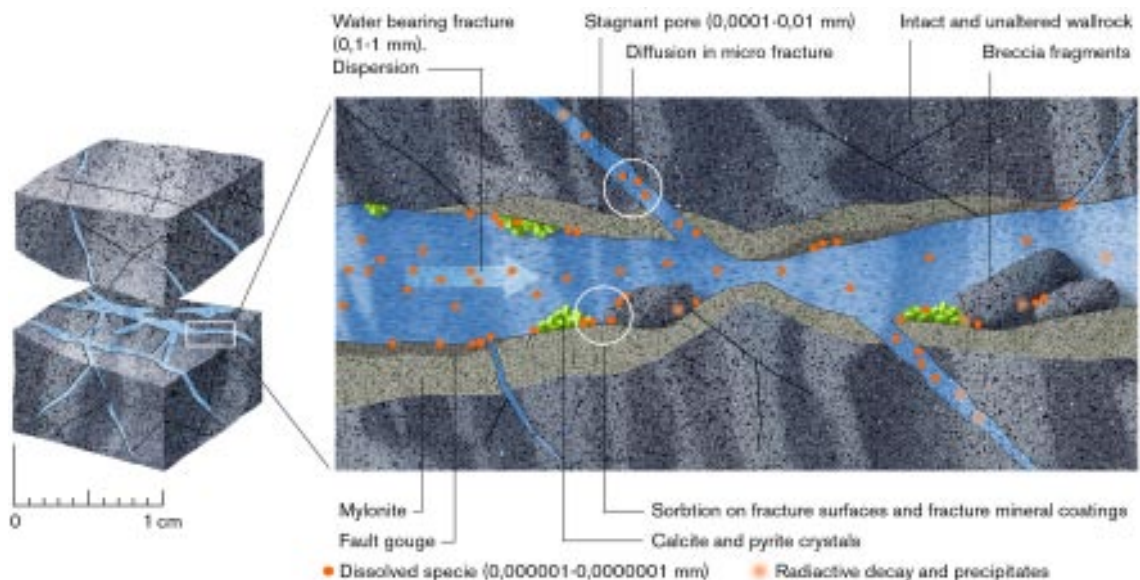 Water bearing fracture
(0,1-1 mm).
Dispersion
Stagnant pore (0,0001-0,01 mm)
Diffusion in micro fracture
Intact and unaltered wallrock
Breccia fragments
0 1 cm
Mylonite
Fault gouge
Sorbtion on fracture surfaces and fracture mineral coatings
Calcite and pyrite crystals
Dissolved specie (0,000001-0,0000001 mm)
Radiactive decay and precipitates